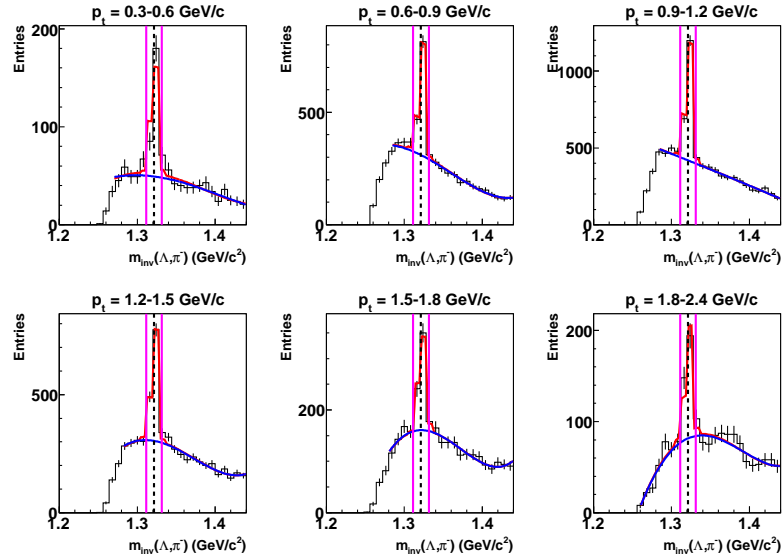 p_t = 0.3-0.6 GeV/c
Entries
200
100
0
1.2
1.3
1.4
m_inv(Λ,π⁻) (GeV/c²)
p_t = 0.6-0.9 GeV/c
Entries
500
0
1.2
1.3
1.4
m_inv(Λ,π⁻) (GeV/c²)
p_t = 0.9-1.2 GeV/c
Entries
1000
500
0
1.2
1.3
1.4
m_inv(Λ,π⁻) (GeV/c²)
p_t = 1.2-1.5 GeV/c
Entries
500
0
1.2
1.3
1.4
m_inv(Λ,π⁻) (GeV/c²)
p_t = 1.5-1.8 GeV/c
Entries
200
0
1.2
1.3
1.4
m_inv(Λ,π⁻) (GeV/c²)
p_t = 1.8-2.4 GeV/c
Entries
200
100
0
1.2
1.3
1.4
m_inv(Λ,π⁻) (GeV/c²)